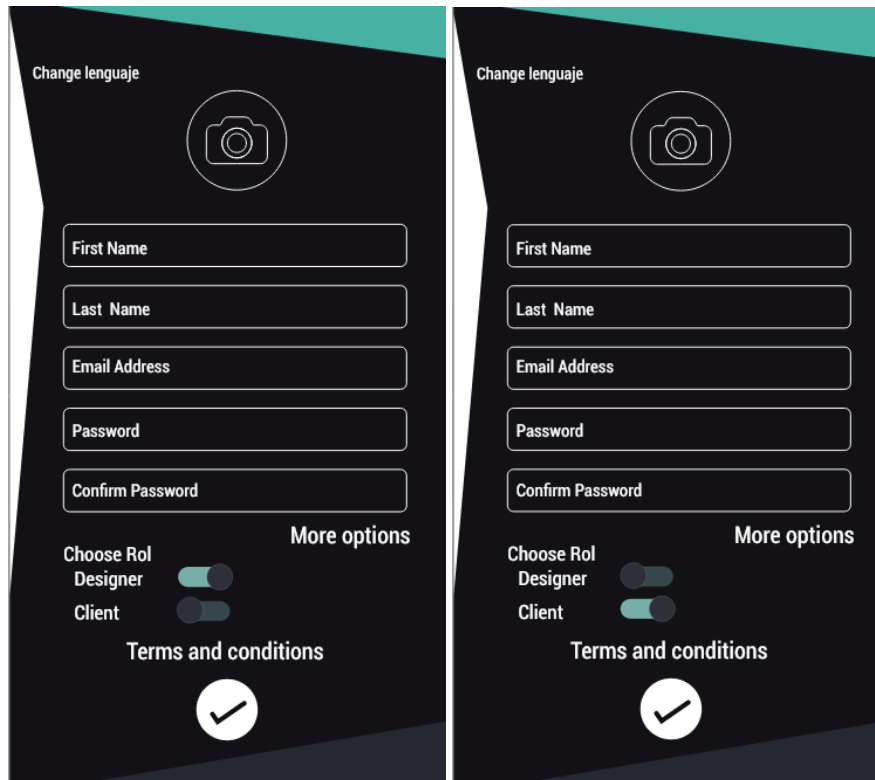 Change lenguaje
First Name
Last Name
Email Address
Password
Confirm Password
More options
Choose Rol
Designer
Client
Terms and conditions
Change lenguaje
First Name
Last Name
Email Address
Password
Confirm Password
More options
Choose Rol
Designer
Client
Terms and conditions